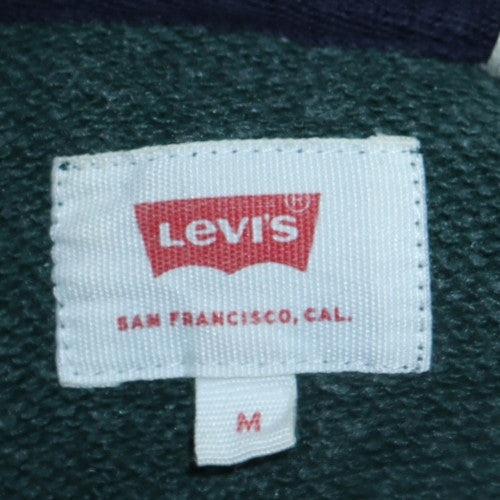 Levi's ®
SAN FRANCISCO, CAL.
M